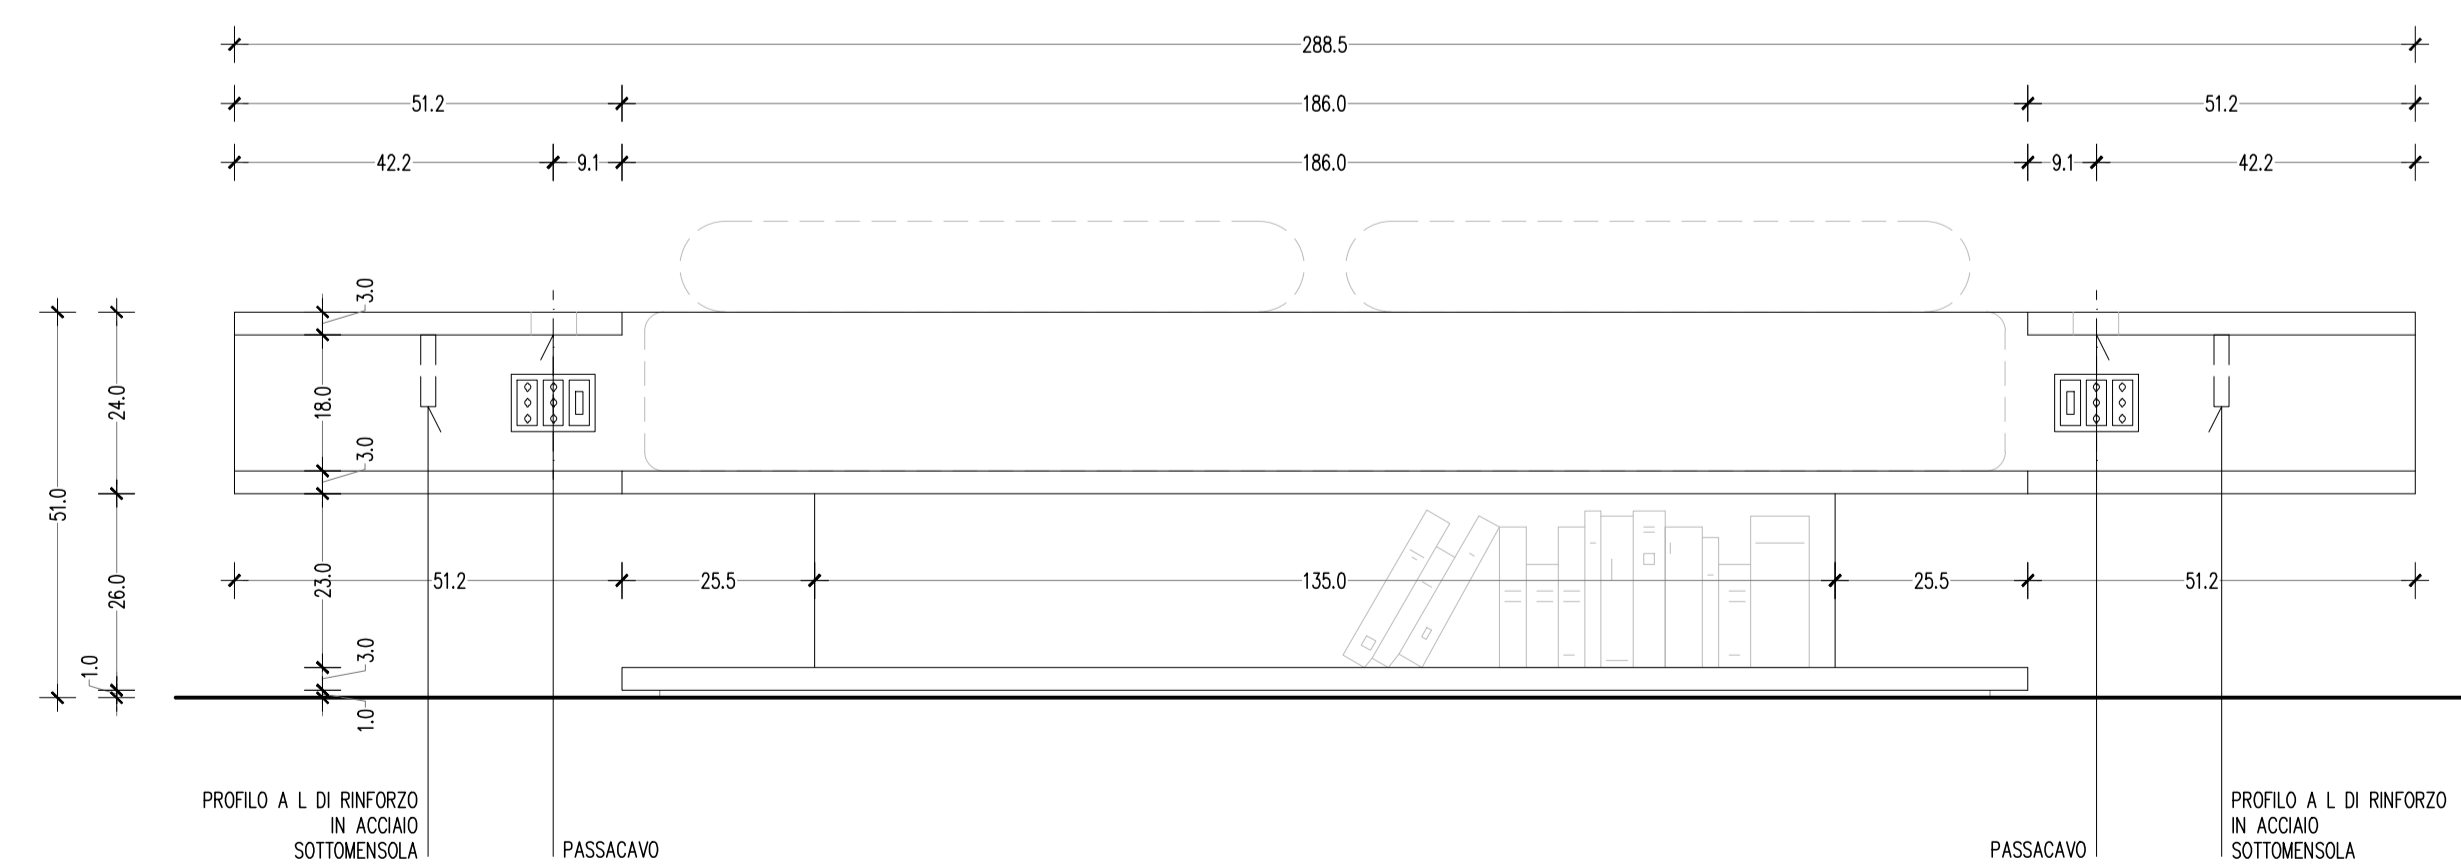 288.5
51.2 186.0 51.2
42.2 9.1 186.0 9.1 42.2
3.0
24.0 18.0
3.0
51.0
26.0 23.0 51.2 25.5 135.0 25.5 51.2
1.0 3.0
1.0
PROFILO A L DI RINFORZO
IN ACCIAIO
SOTTOMENSOLA
PASSACAVO
PASSACAVO
PROFILO A L DI RINFORZO
IN ACCIAIO
SOTTOMENSOLA